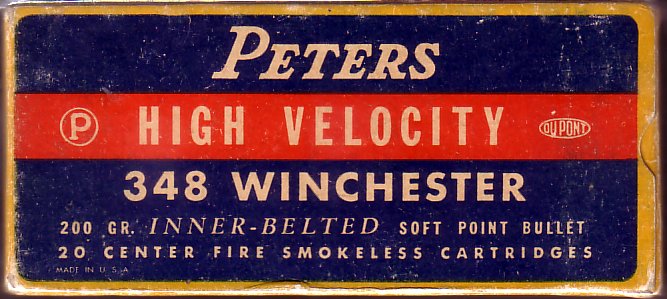 PETERS
P HIGH VELOCITY DU PONT
348 WINCHESTER
200 GR. INNER-BELTED SOFT POINT BULLET
20 CENTER FIRE SMOKELESS CARTRIDGES
MADE IN U.S.A